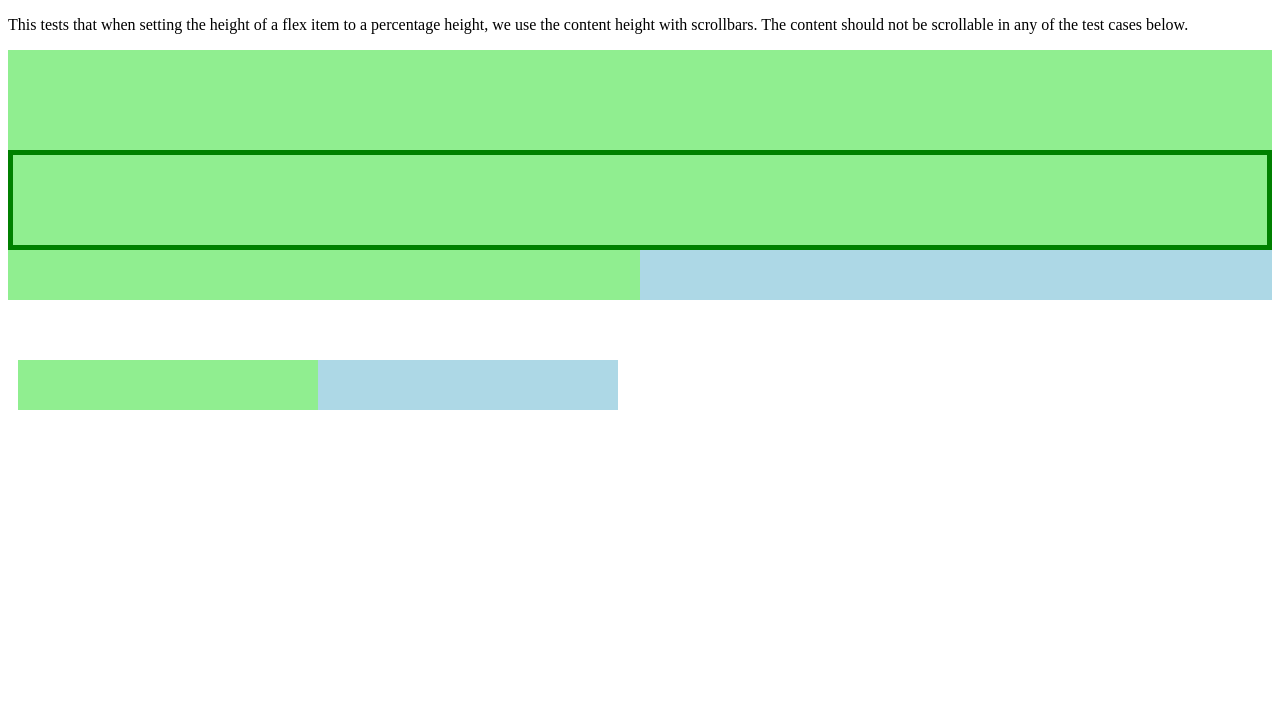 This tests that when setting the height of a flex item to a percentage height, we use the content height with scrollbars. The content should not be scrollable in any of the test cases below.